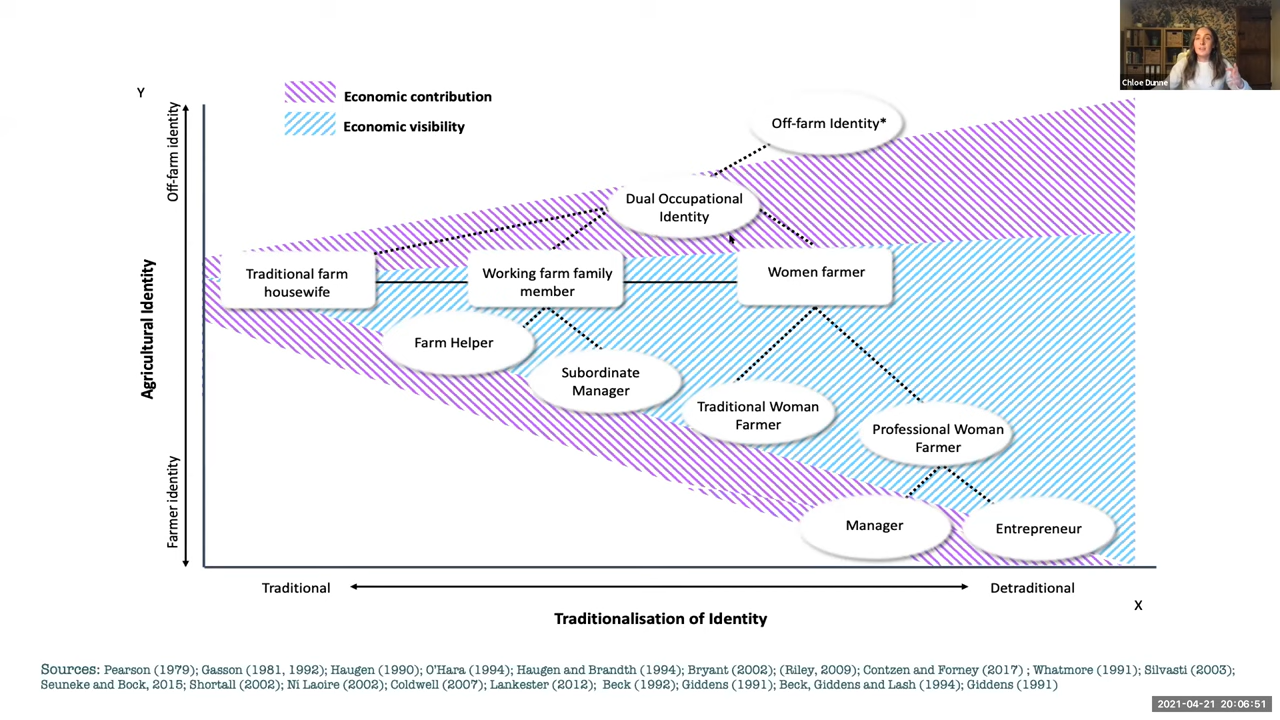 Chloe Dunne
Y
Off-farm identity
Economic contribution
Economic visibility
Off-farm Identity*
Dual Occupational
Identity
Traditional farm
housewife
Working farm family
member
Women farmer
Agricultural Identity
Farm Helper
Subordinate
Manager
Traditional Woman
Farmer
Professional Woman
Farmer
Farmer identity
Manager
Entrepreneur
Traditional
Detraditional
X
Traditionalisation of Identity
Sources: Pearson (1979); Gasson (1981, 1992); Haugen (1990); O'Hara (1994); Haugen and Brandth (1994); Bryant (2002); (Riley, 2009); Contzen and Forney (2017) ; Whatmore (1991); Silvasti (2003);
Seuneke and Bock, 2015; Shortall (2002); Ní Laoire (2002); Coldwell (2007); Lankester (2012); Beck (1992); Giddens (1991); Beck, Giddens and Lash (1994); Giddens (1991)
2021-04-21 20:06:51